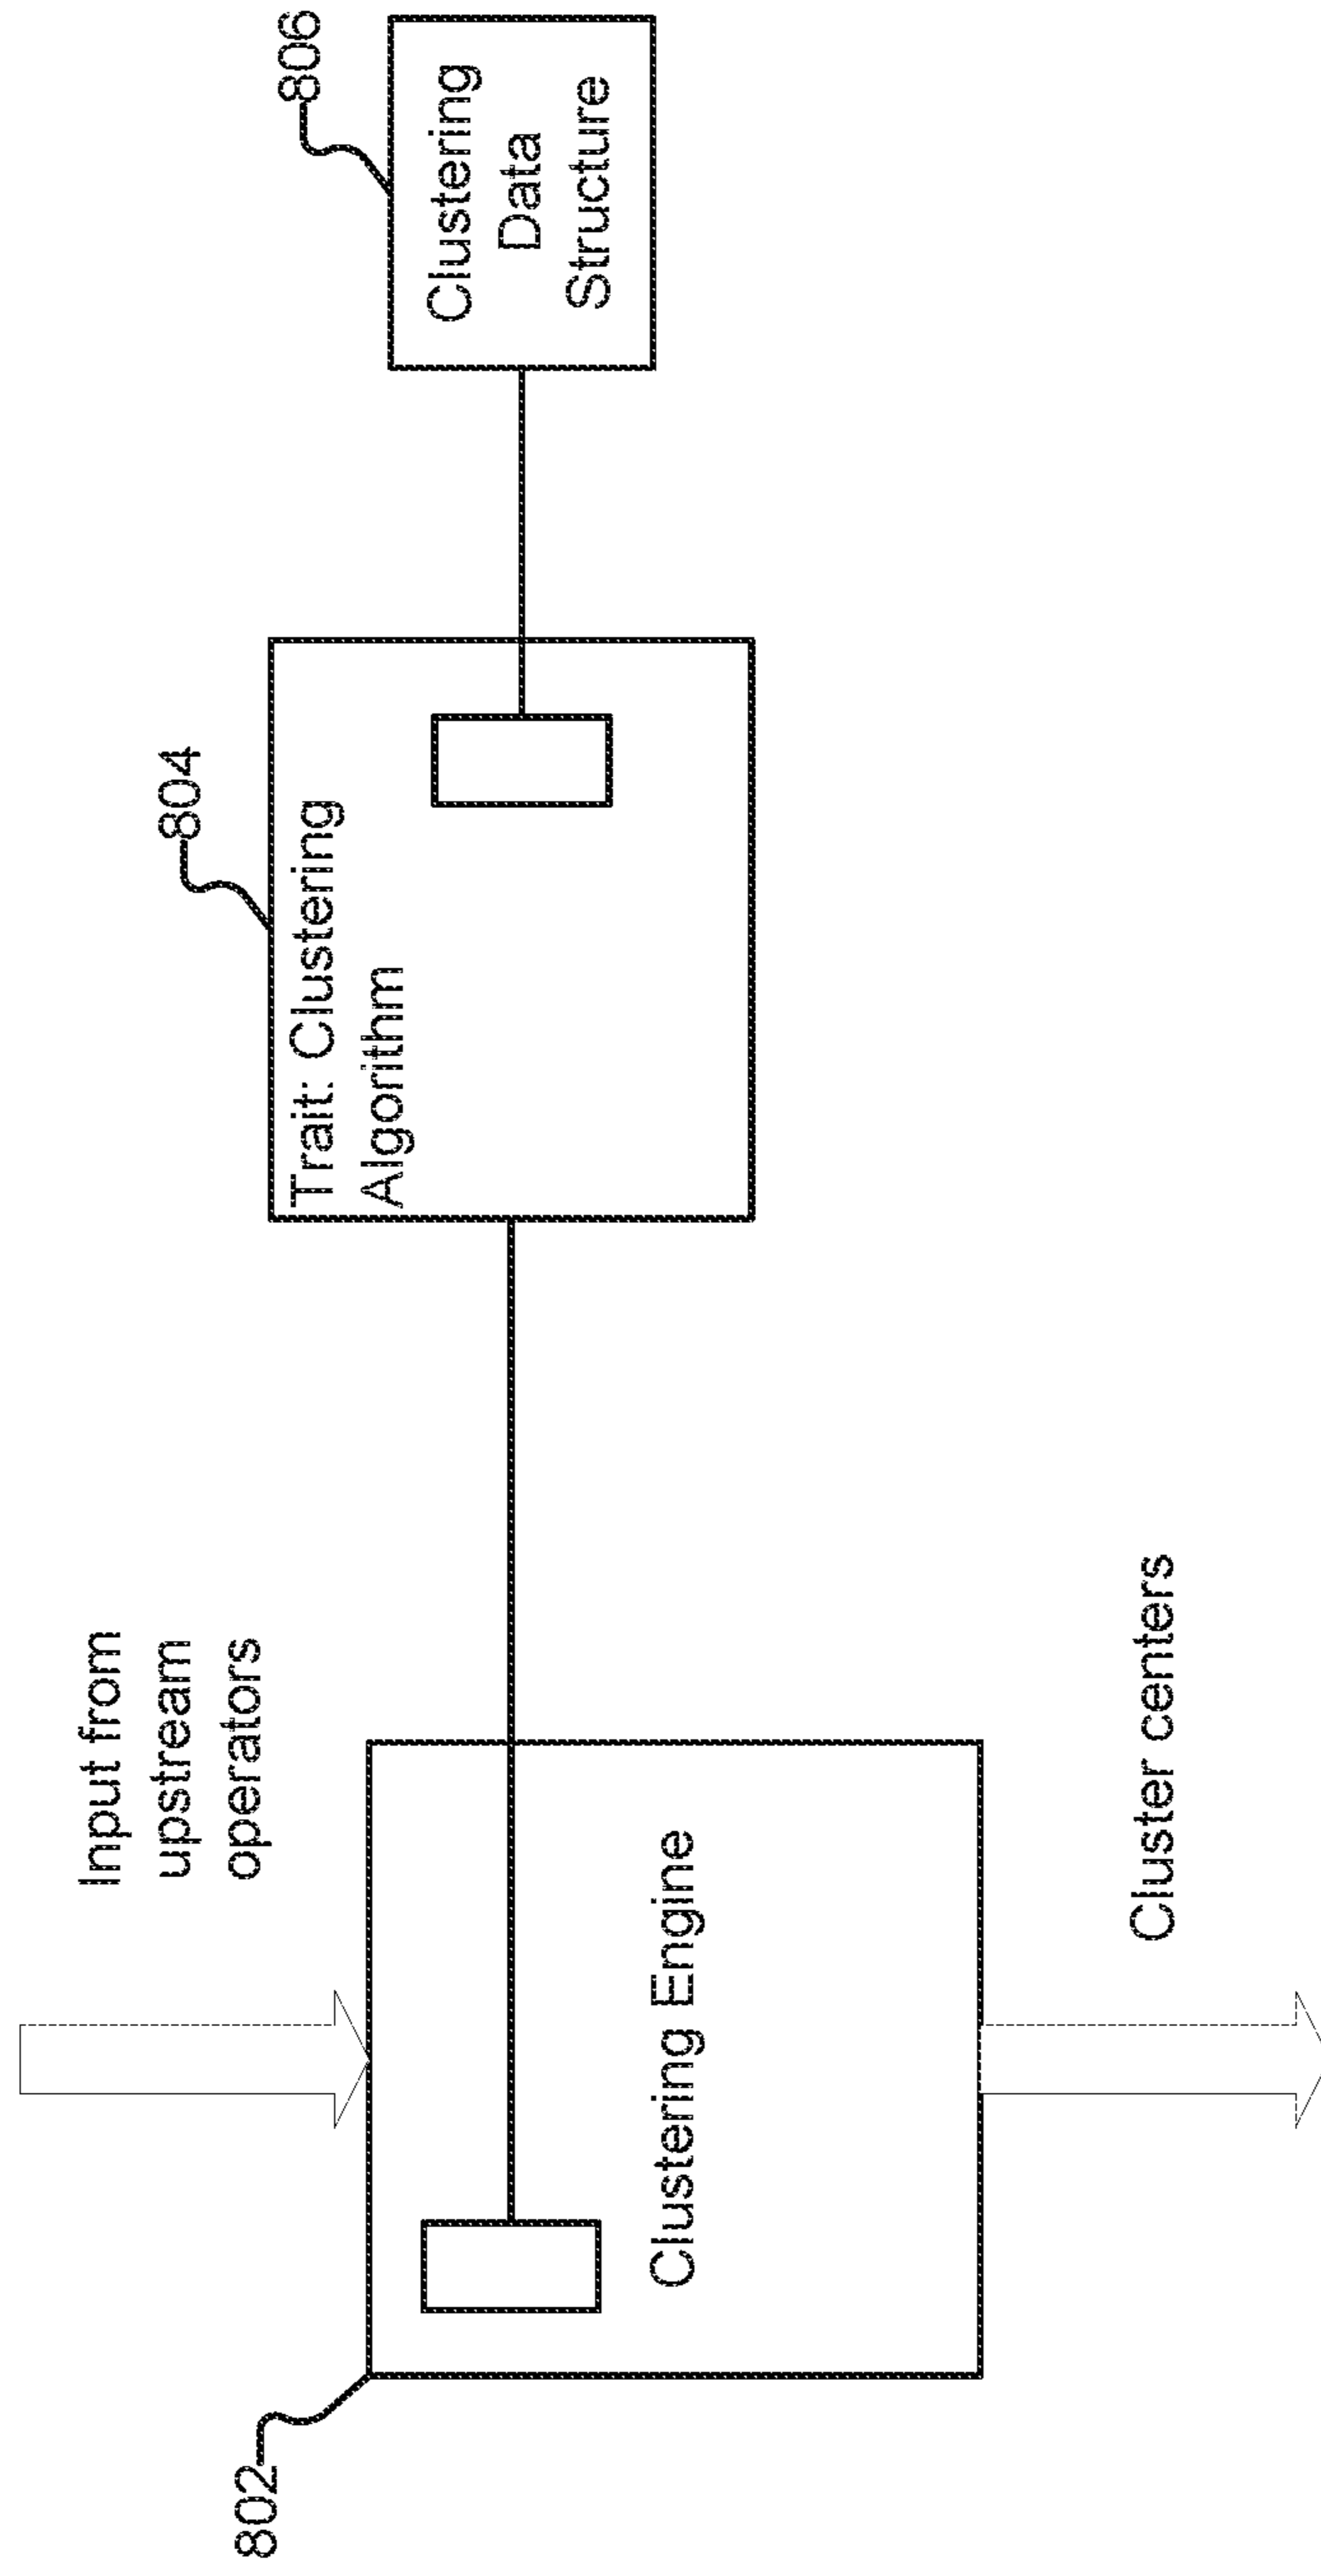 Input from
upstream
operators
802
Clustering Engine
Cluster centers
804
Trait: Clustering
Algorithm
806
Clustering
Data
Structure